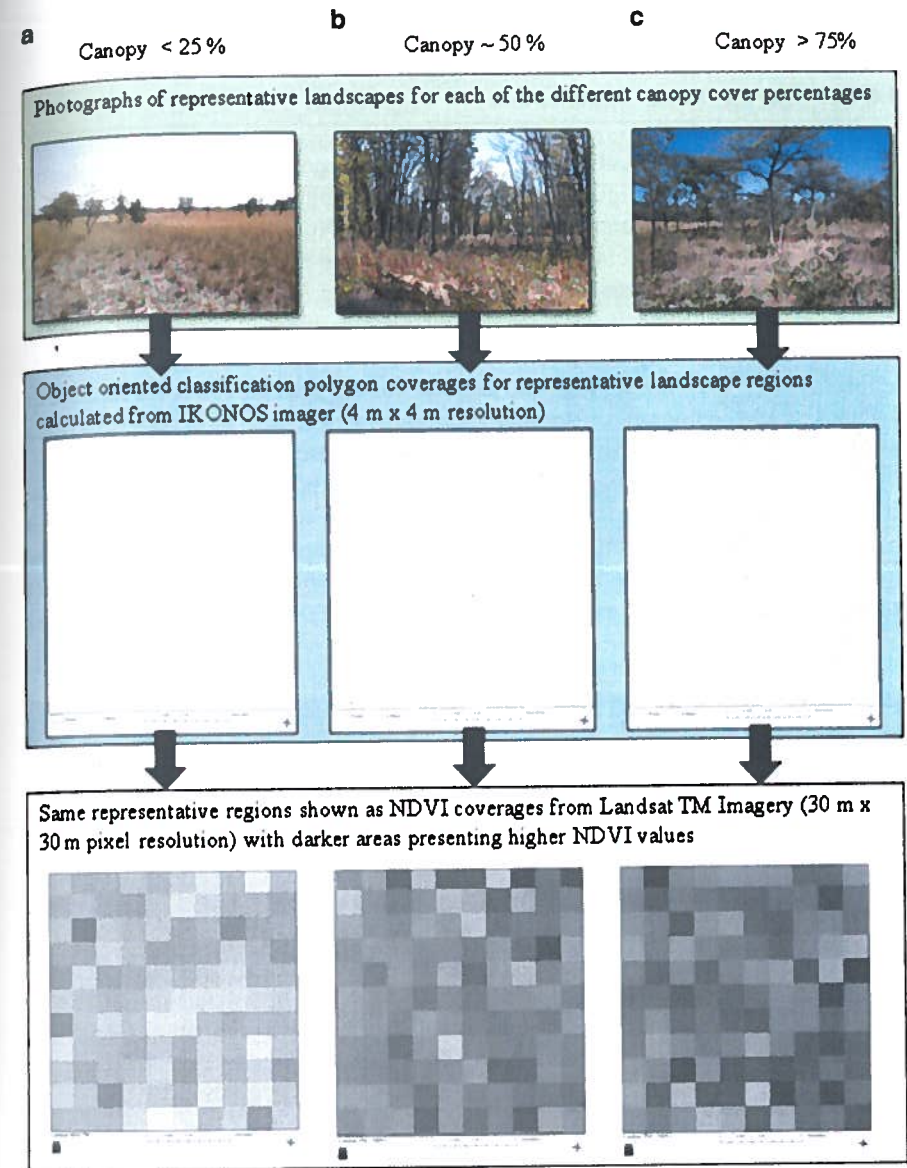 a
b
c
Canopy < 25 %
Canopy ~ 50 %
Canopy > 75%
Photographs of representative landscapes for each of the different canopy cover percentages
Object oriented classification polygon coverages for representative landscape regions
calculated from IKONOS imager (4 m x 4 m resolution)
Same representative regions shown as NDVI coverages from Landsat TM Imagery (30 m x
30 m pixel resolution) with darker areas presenting higher NDVI values